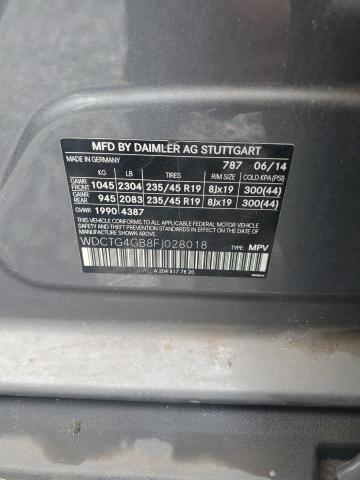 MFD BY DAIMLER AG STUTTGART
MADE IN GERMANY 787 06/14
KG LB TIRES RIM SIZE COLD KPA/(PSI)
GAWR FRONT 1045 2304 235/45 R19 8Jx19 300(44)
GAWR REAR 945 2083 235/45 R19 8Jx19 300(44)
GVWR 1990 4387
THIS VEHICLE CONFORMS TO ALL APPLICABLE FEDERAL MOTOR VEHICLE
SAFETY BUMPER AND THEFT PREVENTION STANDARDS IN EFFECT
ON THE DATE OF MANUFACTURE SHOWN ABOVE
WDCTG4GB8FJ028018 MPV
A 204 817 78 20